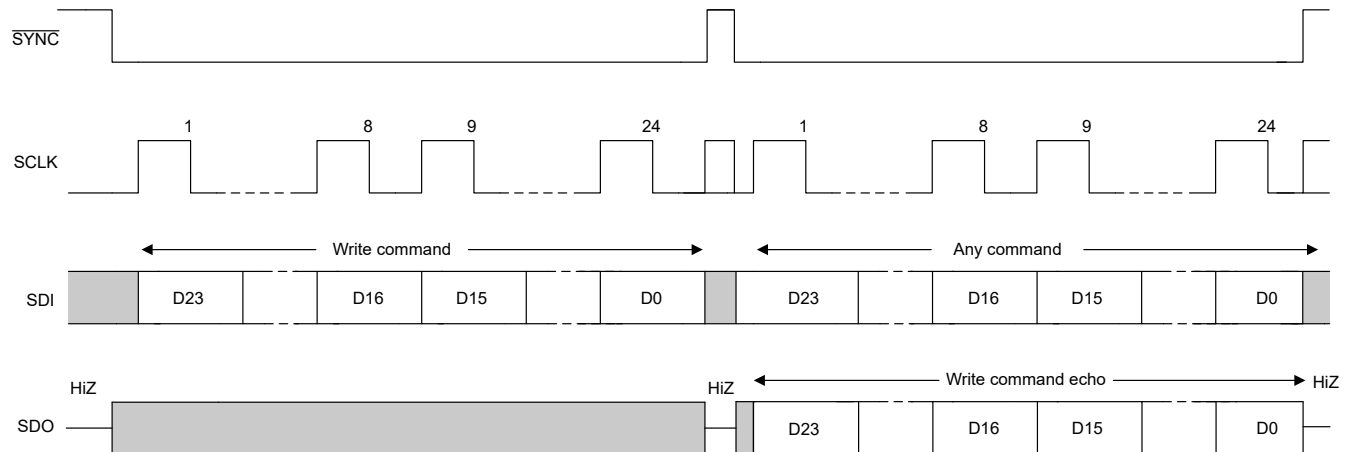 SYNC
1 8 9 24 1 8 9 24
SCLK
Write command Any command
SDI D23 D16 D15 D0 D23 D16 D15 D0
HiZ HiZ Write command echo HiZ
SDO D23 D16 D15 D0